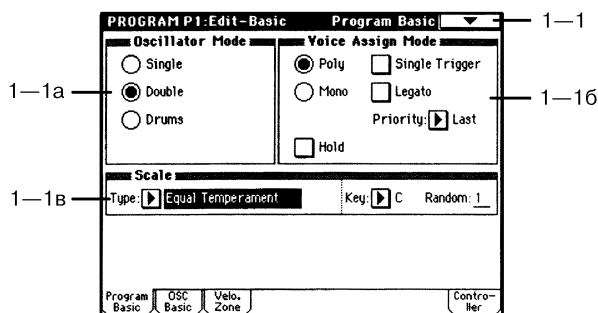 PROGRAM P1:Edit-Basic Program Basic
1—1
Oscillator Mode
Voice Assign Mode
Single
Double
Drums
1—1а
Poly
Single Trigger
Mono
Legato
Priority: Last
Hold
1—1б
Scale
1—1в
Type: Equal Temperament
Key: C
Random: 1
Program
Basic
OSC
Basic
Velo.
Zone
Contro-
ller